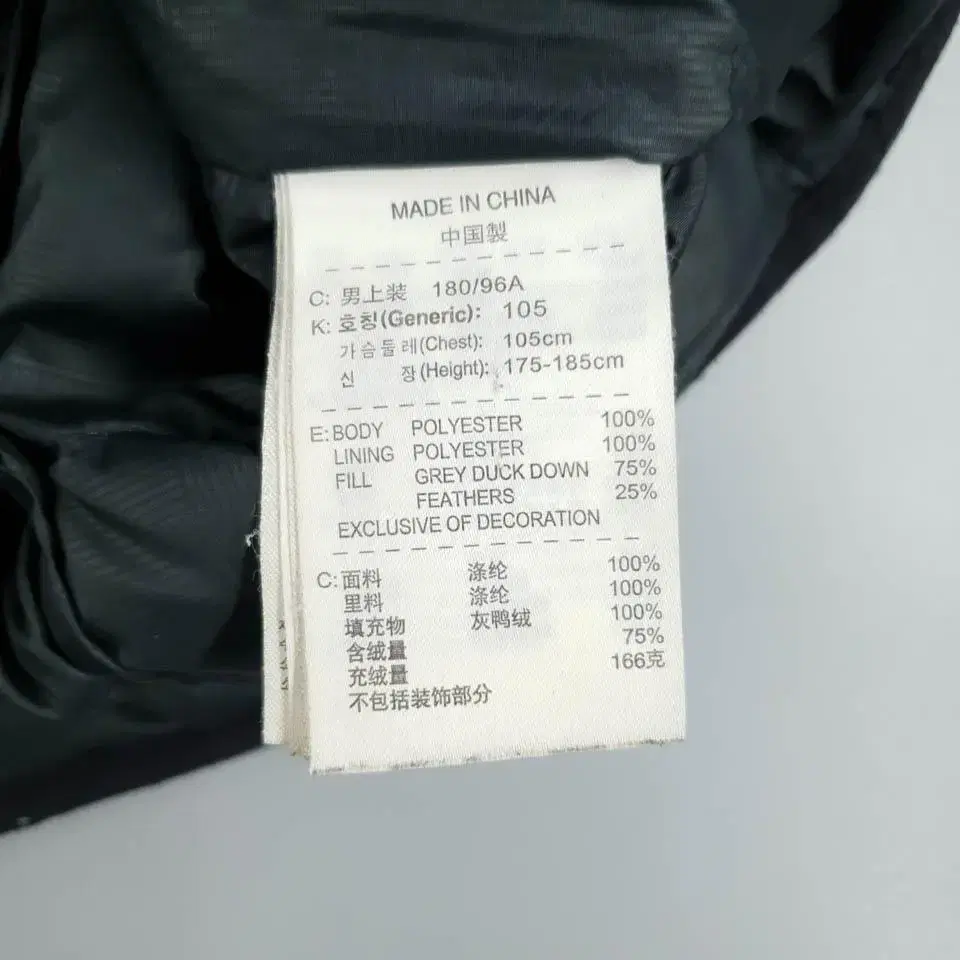 MADE IN CHINA
中国製
C: 男上装 180/96A
K: 호칭(Generic): 105
가슴둘레(Chest): 105cm
신 장(Height): 175-185cm
E: BODY POLYESTER 100%
LINING POLYESTER 100%
FILL GREY DUCK DOWN 75%
FEATHERS 25%
EXCLUSIVE OF DECORATION
C: 面料 涤纶 100%
里料 涤纶 100%
填充物 灰鸭绒 100%
含绒量 75%
充绒量 166克
不包括装饰部分